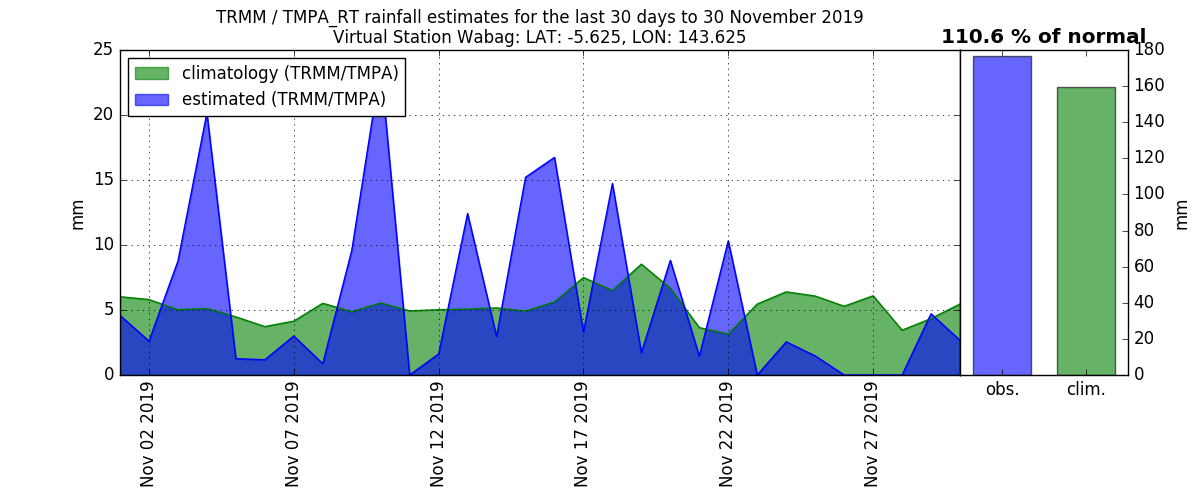 TRMM / TMPA_RT rainfall estimates for the last 30 days to 30 November 2019
Virtual Station Wabag: LAT: -5.625, LON: 143.625
110.6 % of normal
climatology (TRMM/TMPA)
estimated (TRMM/TMPA)
25
20
15
10
5
0
mm
Nov 02 2019
Nov 07 2019
Nov 12 2019
Nov 17 2019
Nov 22 2019
Nov 27 2019
180
160
140
120
100
80
60
40
20
0
mm
obs.
clim.